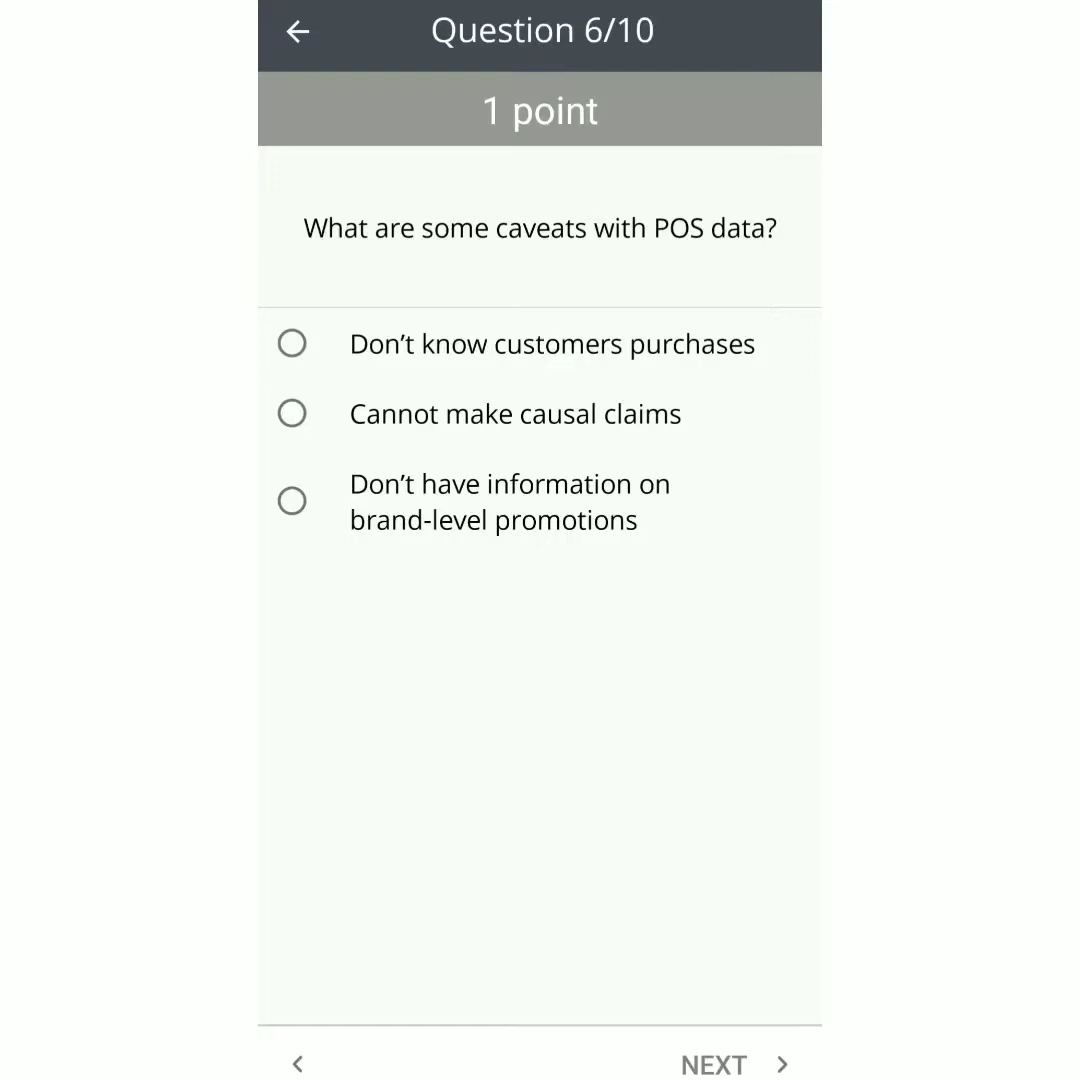 Question 6/10
1 point
What are some caveats with POS data?
Don’t know customers purchases
Cannot make causal claims
Don’t have information on
brand-level promotions
NEXT